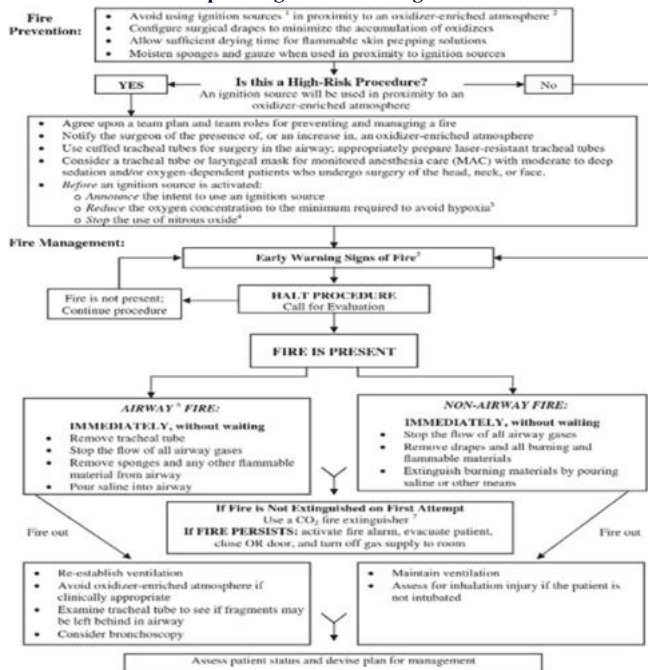 Fire
Prevention:
• Avoid using ignition sources 1 in proximity to an oxidizer-enriched atmosphere 2
• Configure surgical drapes to minimize the accumulation of oxidizers
• Allow sufficient drying time for flammable skin prepping solutions
• Moisten sponges and gauze when used in proximity to ignition sources
YES
Is this a High-Risk Procedure?
An ignition source will be used in proximity to an
oxidizer-enriched atmosphere
No
• Agree upon a team plan and team roles for preventing and managing a fire
• Notify the surgeon of the presence of, or an increase in, an oxidizer-enriched atmosphere
• Use cuffed tracheal tubes for surgery in the airway; appropriately prepare laser-resistant tracheal tubes
• Consider a tracheal tube or laryngeal mask for monitored anesthesia care (MAC) with moderate to deep
sedation and/or oxygen-dependent patients who undergo surgery of the head, neck, or face.
• Before an ignition source is activated:
o Announce the intent to use an ignition source
o Reduce the oxygen concentration to the minimum required to avoid hypoxia3
o Stop the use of nitrous oxide4
Fire Management:
Early Warning Signs of Fire5
Fire is not present;
Continue procedure
HALT PROCEDURE
Call for Evaluation
FIRE IS PRESENT
AIRWAY 6 FIRE:
IMMEDIATELY, without waiting
• Remove tracheal tube
• Stop the flow of all airway gases
• Remove sponges and any other flammable
material from airway
• Pour saline into airway
NON-AIRWAY FIRE:
IMMEDIATELY, without waiting
• Stop the flow of all airway gases
• Remove drapes and all burning and
flammable materials
• Extinguish burning materials by pouring
saline or other means
If Fire is Not Extinguished on First Attempt
Use a CO2 fire extinguisher 7
If FIRE PERSISTS: activate fire alarm, evacuate patient,
close OR door, and turn off gas supply to room
Fire out
Fire out
• Re-establish ventilation
• Avoid oxidizer-enriched atmosphere if
clinically appropriate
• Examine tracheal tube to see if fragments may
be left behind in airway
• Consider bronchoscopy
• Maintain ventilation
• Assess for inhalation injury if the patient is
not intubated
Assess patient status and devise plan for management